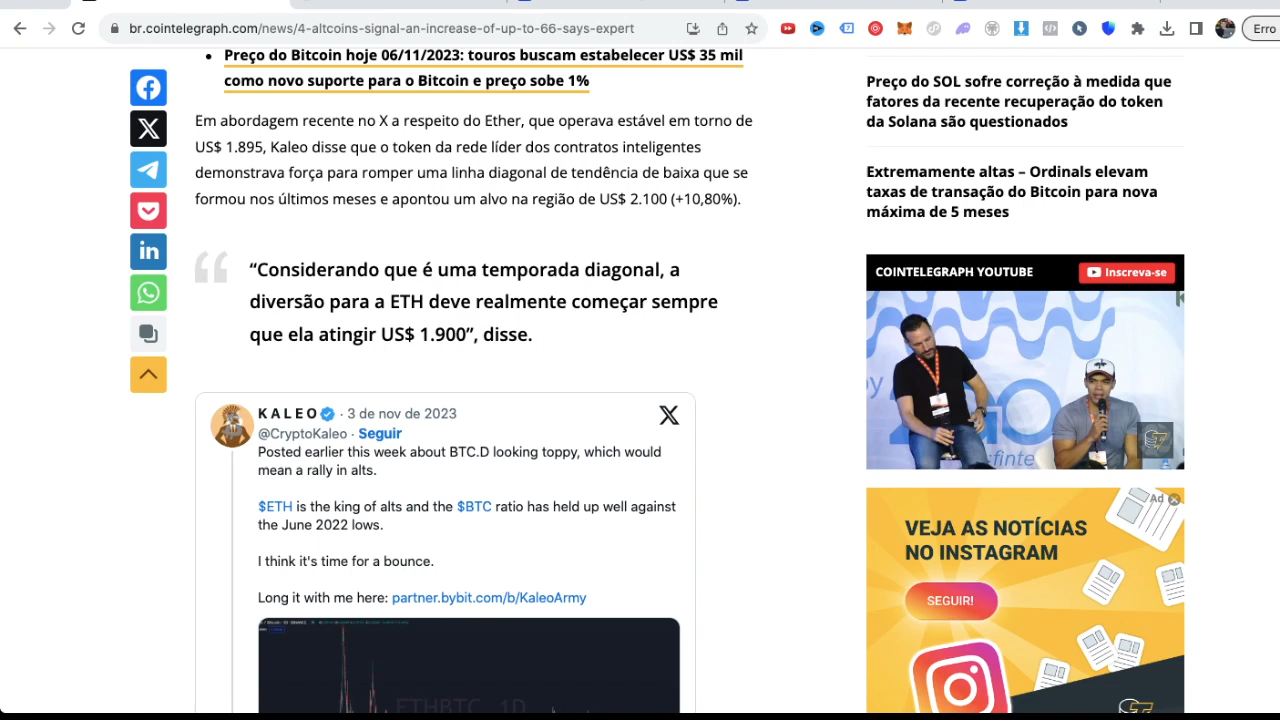 br.cointelegraph.com/news/4-altcoins-signal-an-increase-of-up-to-66-says-expert
Erro
Preço do Bitcoin hoje 06/11/2023: touros buscam estabelecer US$ 35 mil
como novo suporte para o Bitcoin e preço sobe 1%
Em abordagem recente no X a respeito do Ether, que operava estável em torno de
US$ 1.895, Kaleo disse que o token da rede líder dos contratos inteligentes
demonstrava força para romper uma linha diagonal de tendência de baixa que se
formou nos últimos meses e apontou um alvo na região de US$ 2.100 (+10,80%).
“Considerando que é uma temporada diagonal, a
diversão para a ETH deve realmente começar sempre
que ela atingir US$ 1.900”, disse.
K A L E O · 3 de nov de 2023
@CryptoKaleo · Seguir
Posted earlier this week about BTC.D looking toppy, which would
mean a rally in alts.
$ETH is the king of alts and the $BTC ratio has held up well against
the June 2022 lows.
I think it's time for a bounce.
Long it with me here: partner.bybit.com/b/KaleoArmy
ETHBTC, 1D
Preço do SOL sofre correção à medida que
fatores da recente recuperação do token
da Solana são questionados
Extremamente altas – Ordinals elevam
taxas de transação do Bitcoin para nova
máxima de 5 meses
COINTELEGRAPH YOUTUBE
Inscreva-se
Ad
VEJA AS NOTÍCIAS
NO INSTAGRAM
SEGUIR!